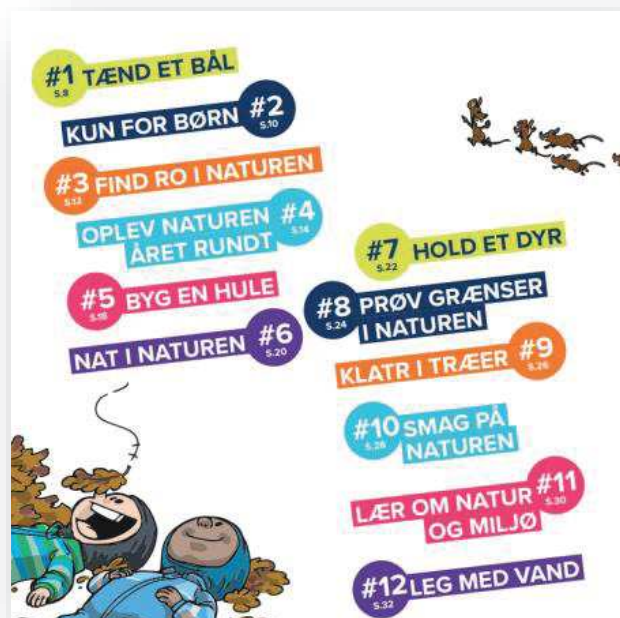 #1 TÆND ET BÅL
S.8
KUN FOR BØRN #2
S.10
#3 FIND RO I NATUREN
S.12
OPLEV NATUREN #4
ÅRET RUNDT S.14
#5 BYG EN HULE
S.18
NAT I NATUREN #6
S.20
#7 HOLD ET DYR
S.22
#8 PRØV GRÆNSER
S.24 I NATUREN
KLATR I TRÆER #9
S.26
#10 SMAG PÅ
S.28 NATUREN
LÆR OM NATUR #11
OG MILJØ S.30
#12 LEG MED VAND
S.32